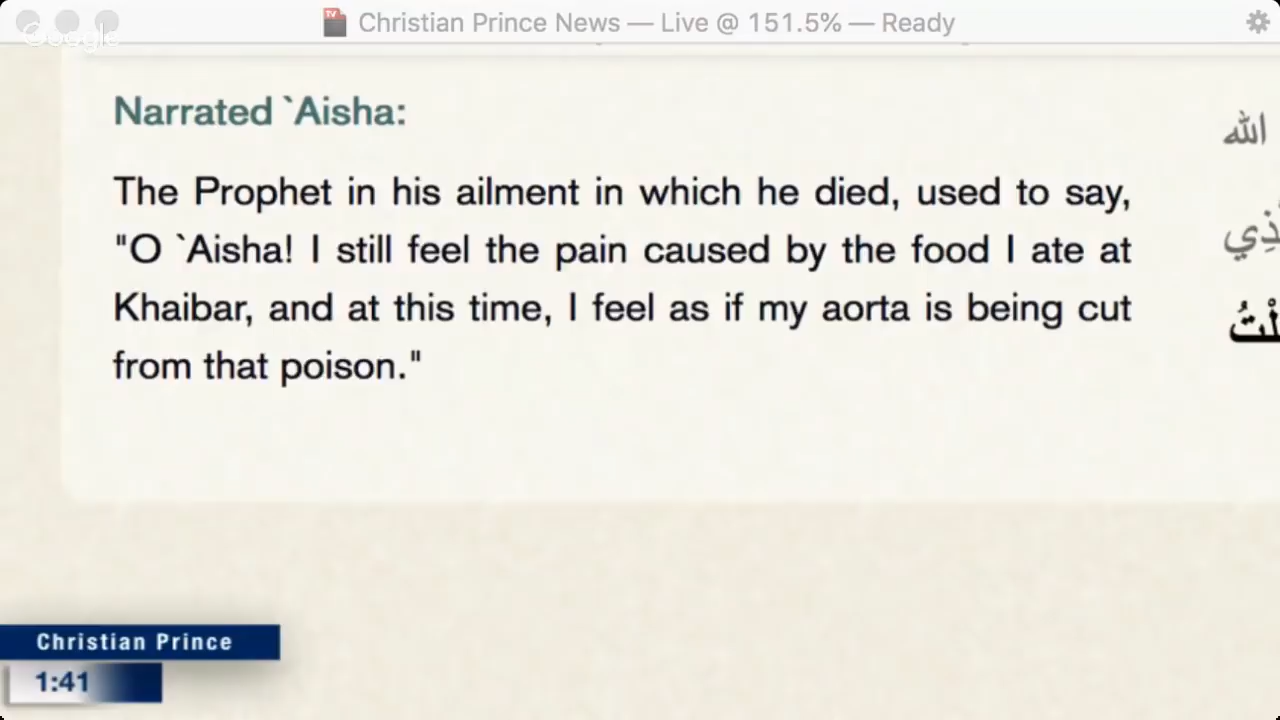 Christian Prince News — Live @ 151.5% — Ready
Google
Narrated `Aisha:
The Prophet in his ailment in which he died, used to say,
"O `Aisha! I still feel the pain caused by the food I ate at
Khaibar, and at this time, I feel as if my aorta is being cut
from that poison."
الله
Christian Prince
1:41